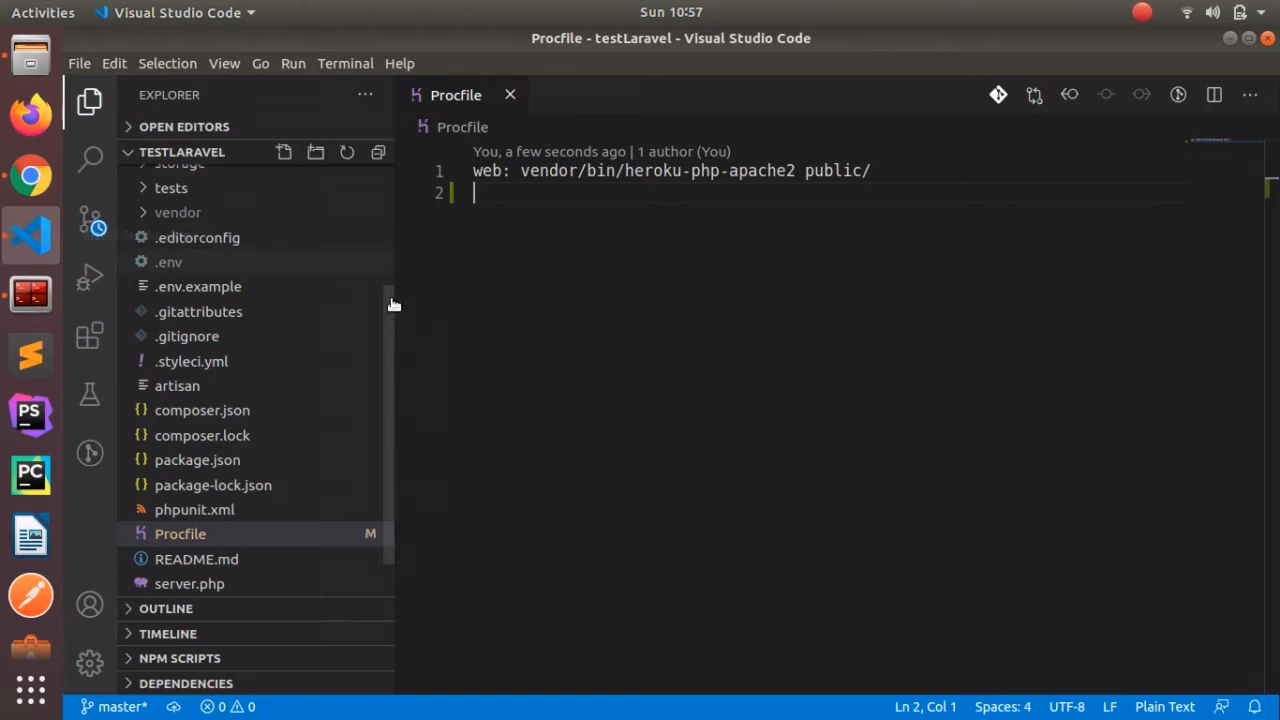 Activities
Visual Studio Code
Sun 10:57
Procfile - testLaravel - Visual Studio Code
File Edit Selection View Go Run Terminal Help
EXPLORER
Procfile
OPEN EDITORS
Procfile
TESTLARAVEL
You, a few seconds ago | 1 author (You)
storage
1 web: vendor/bin/heroku-php-apache2 public/
tests
2
vendor
.editorconfig
.env
.env.example
.gitattributes
.gitignore
.styleci.yml
artisan
composer.json
composer.lock
package.json
package-lock.json
phpunit.xml
Procfile M
README.md
server.php
OUTLINE
TIMELINE
NPM SCRIPTS
DEPENDENCIES
PS
PC
master* 0 0 Ln 2, Col 1 Spaces: 4 UTF-8 LF Plain Text